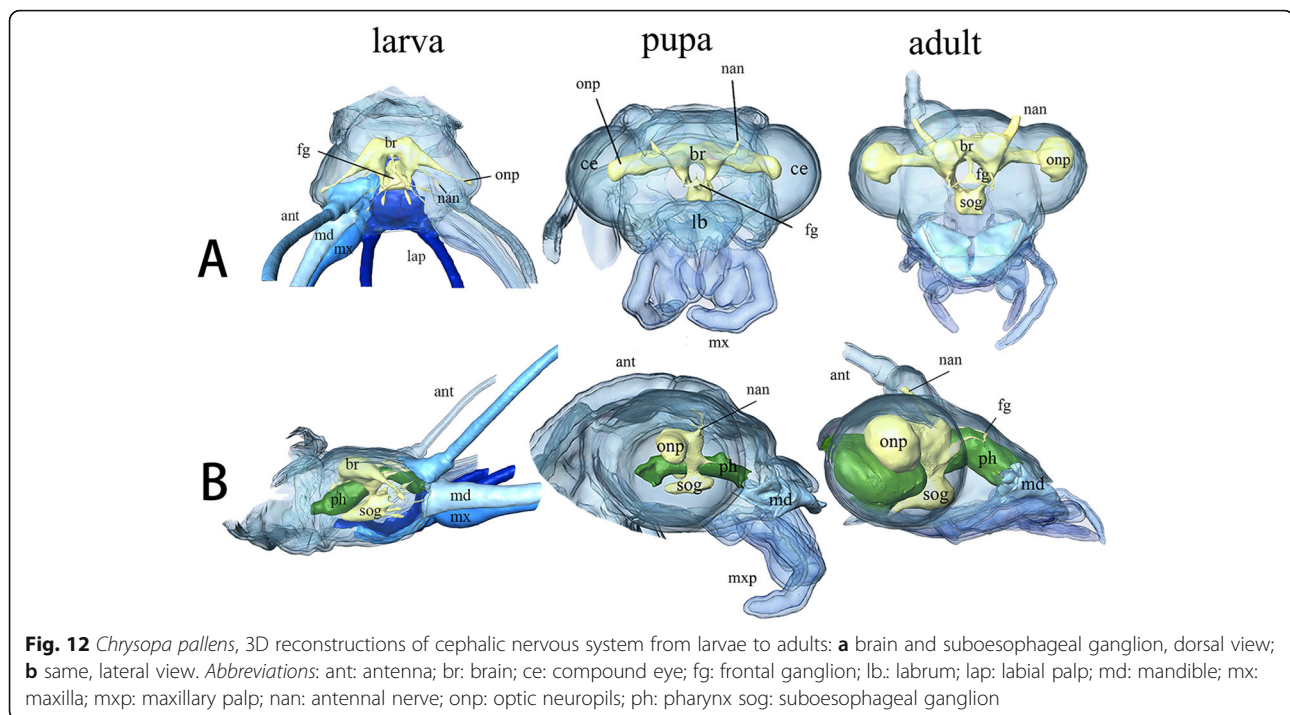 larva
pupa
adult
br
fg
onp
nan
ant
md
mx
lap
A
onp
nan
ce
br
ce
lb
fg
mx
nan
br
onp
fg
sog
ant
br
ph
sog
md
mx
B
ant
nan
onp
ph
sog
md
mxp
ant
nan
fg
onp
ph
sog
md
Fig. 12 Chrysopa pallens, 3D reconstructions of cephalic nervous system from larvae to adults: a brain and suboesophageal ganglion, dorsal view;
b same, lateral view. Abbreviations: ant: antenna; br: brain; ce: compound eye; fg: frontal ganglion; lb.: labrum; lap: labial palp; md: mandible; mx:
maxilla; mxp: maxillary palp; nan: antennal nerve; onp: optic neuropils; ph: pharynx sog: suboesophageal ganglion